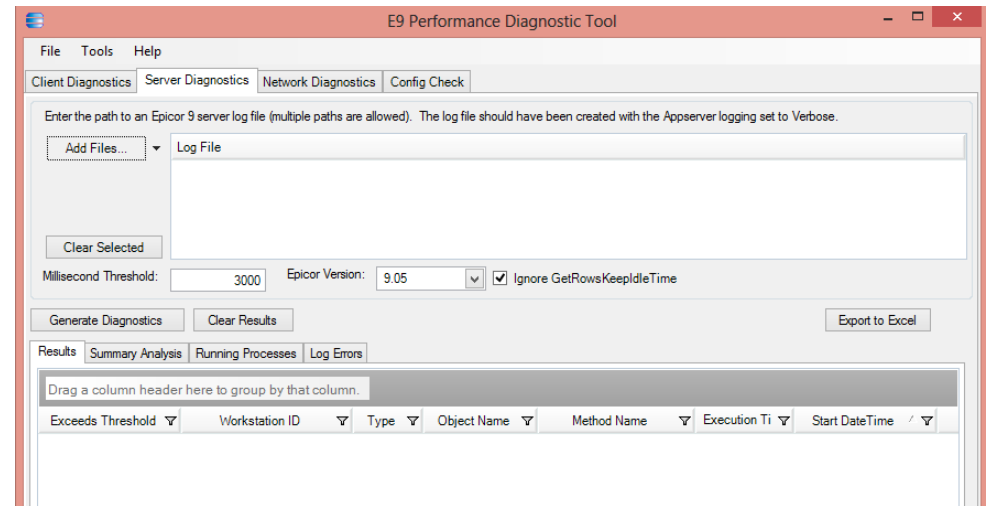 E9 Performance Diagnostic Tool
File Tools Help
Client Diagnostics Server Diagnostics Network Diagnostics Config Check
Enter the path to an Epicor 9 server log file (multiple paths are allowed). The log file should have been created with the Appserver logging set to Verbose.
Add Files... Log File
Clear Selected
Millisecond Threshold: 3000 Epicor Version: 9.05 Ignore GetRowsKeepIdleTime
Generate Diagnostics Clear Results Export to Excel
Results Summary Analysis Running Processes Log Errors
Drag a column header here to group by that column.
Exceeds Threshold Workstation ID Type Object Name Method Name Execution Ti Start DateTime